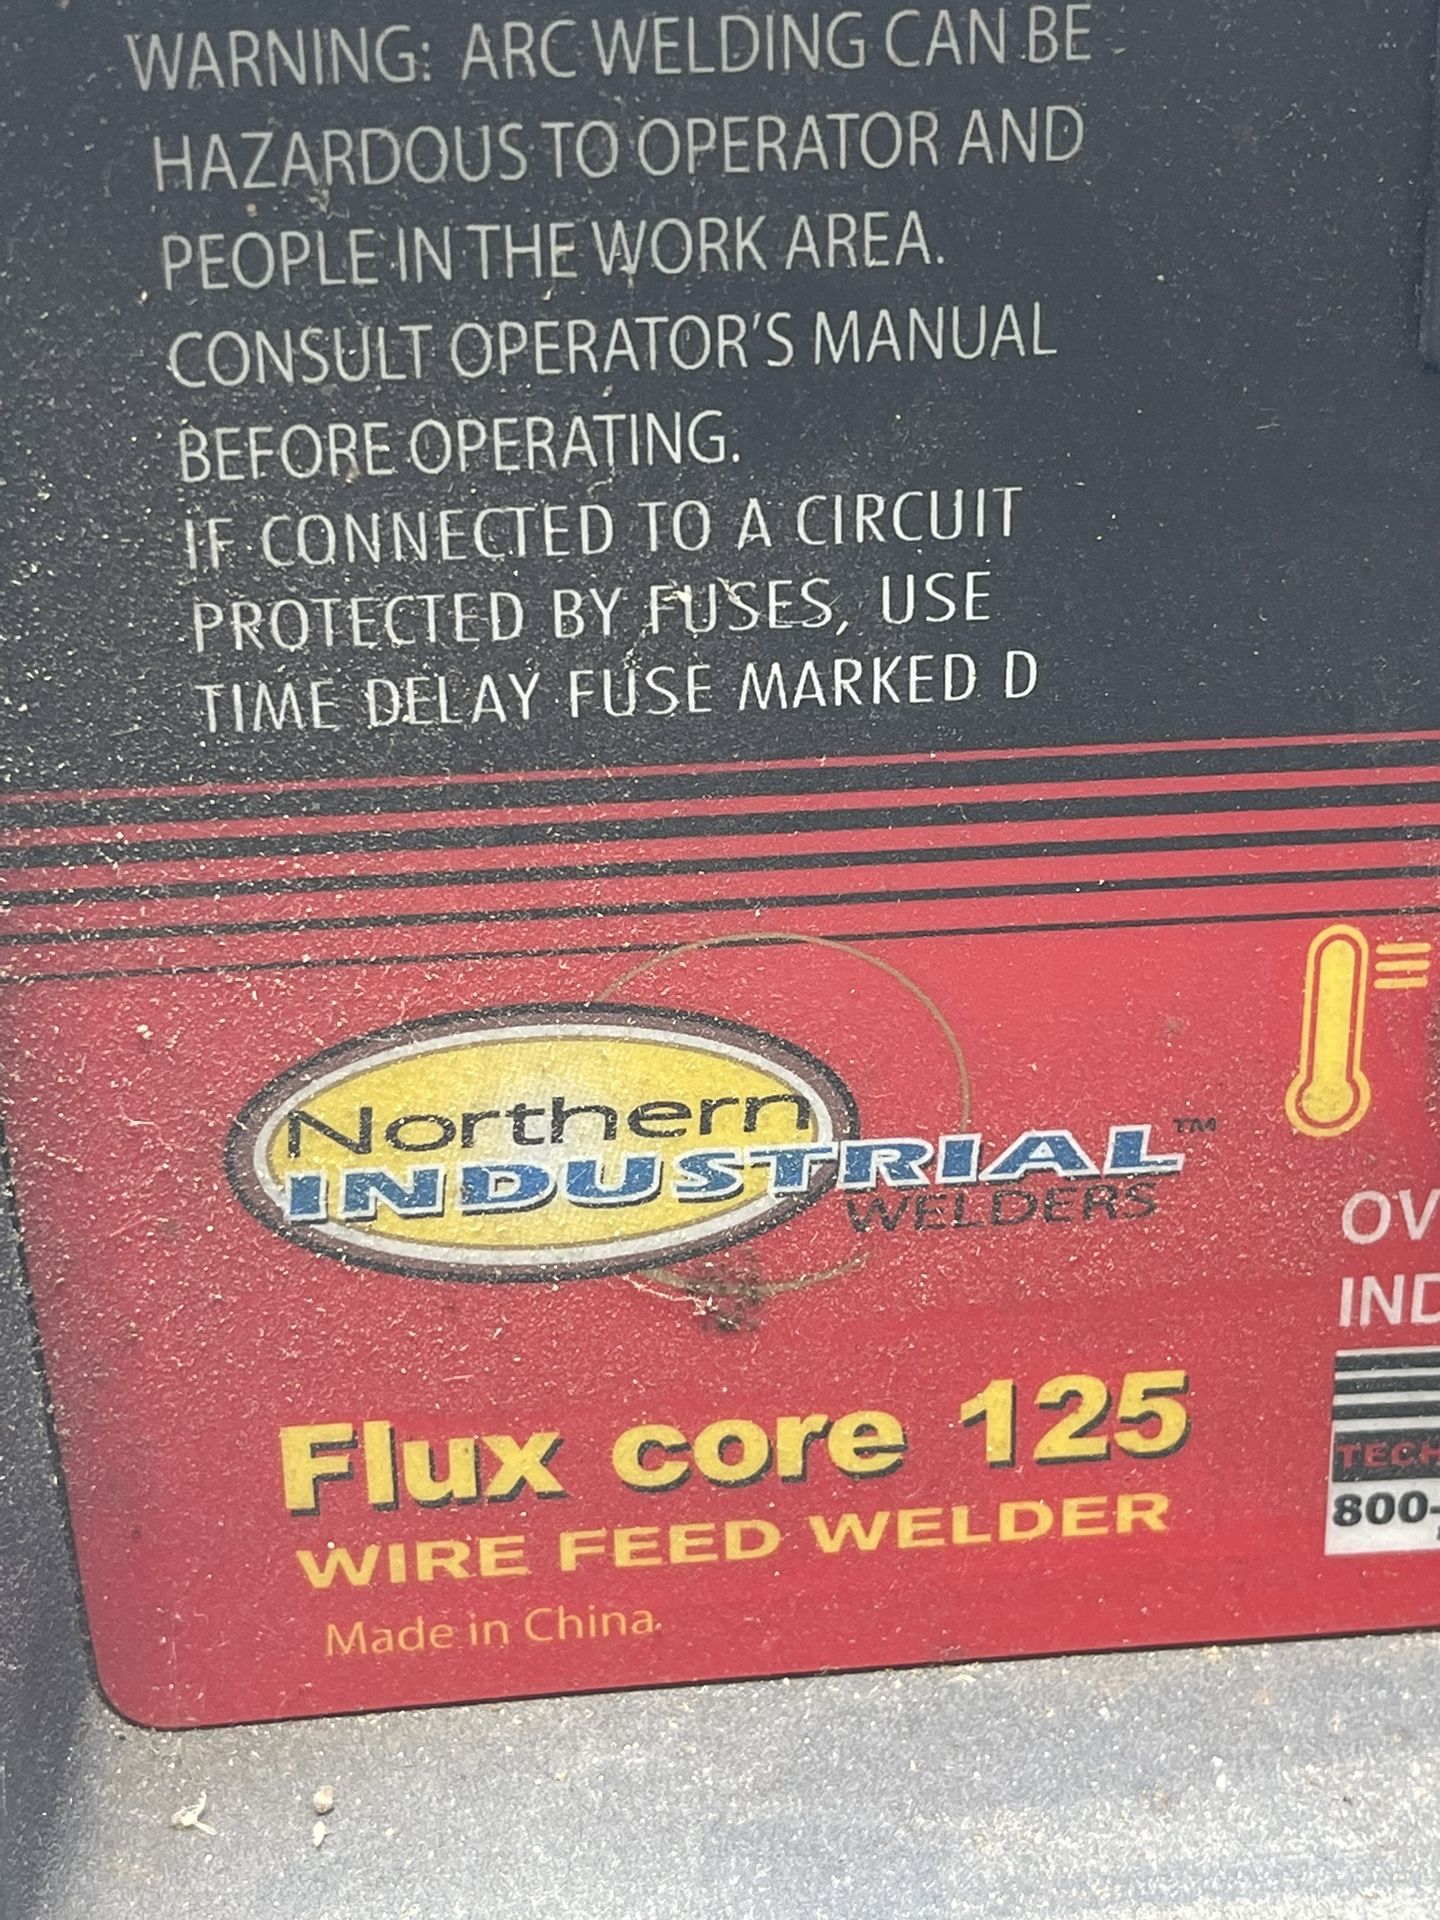 WARNING: ARC WELDING CAN BE
HAZARDOUS TO OPERATOR AND
PEOPLE IN THE WORK AREA.
CONSULT OPERATOR'S MANUAL
BEFORE OPERATING.
IF CONNECTED TO A CIRCUIT
PROTECTED BY FUSES, USE
TIME DELAY FUSE MARKED D
Northern
INDUSTRIAL™
WELDERS
OV
IND
Flux core 125
WIRE FEED WELDER
Made in China
TECH
800-